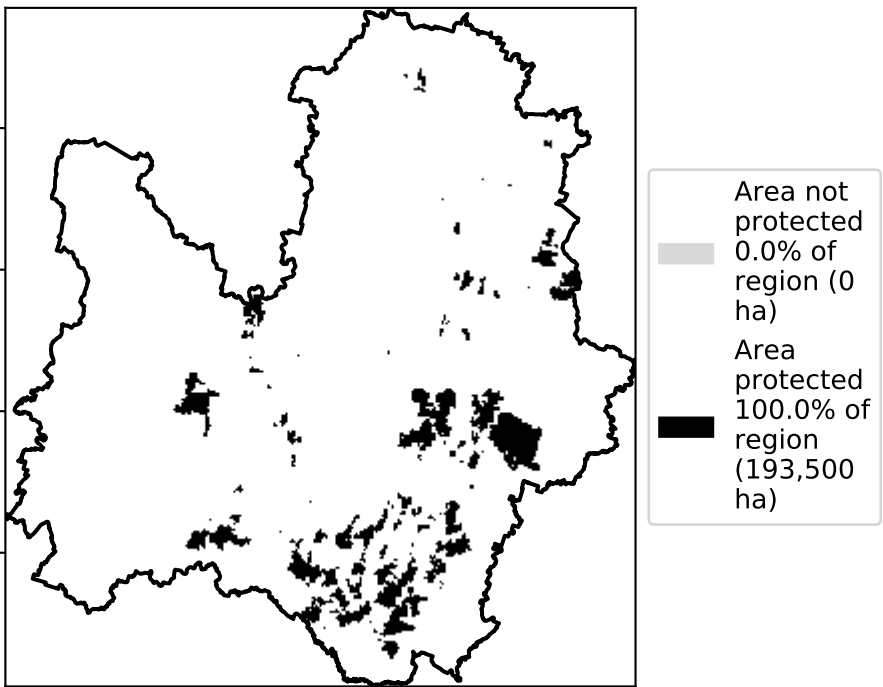 Area not
protected
0.0% of
region (0
ha)
Area
protected
100.0% of
region
(193,500
ha)